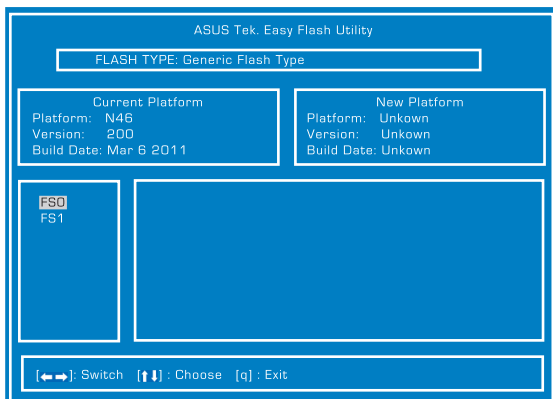 ASUS Tek. Easy Flash Utility
FLASH TYPE: Generic Flash Type
Current Platform
Platform: N46
Version: 200
Build Date: Mar 6 2011
New Platform
Platform: Unkown
Version: Unkown
Build Date: Unkown
FS0
FS1
[←→]: Switch [↑↓] : Choose [q] : Exit